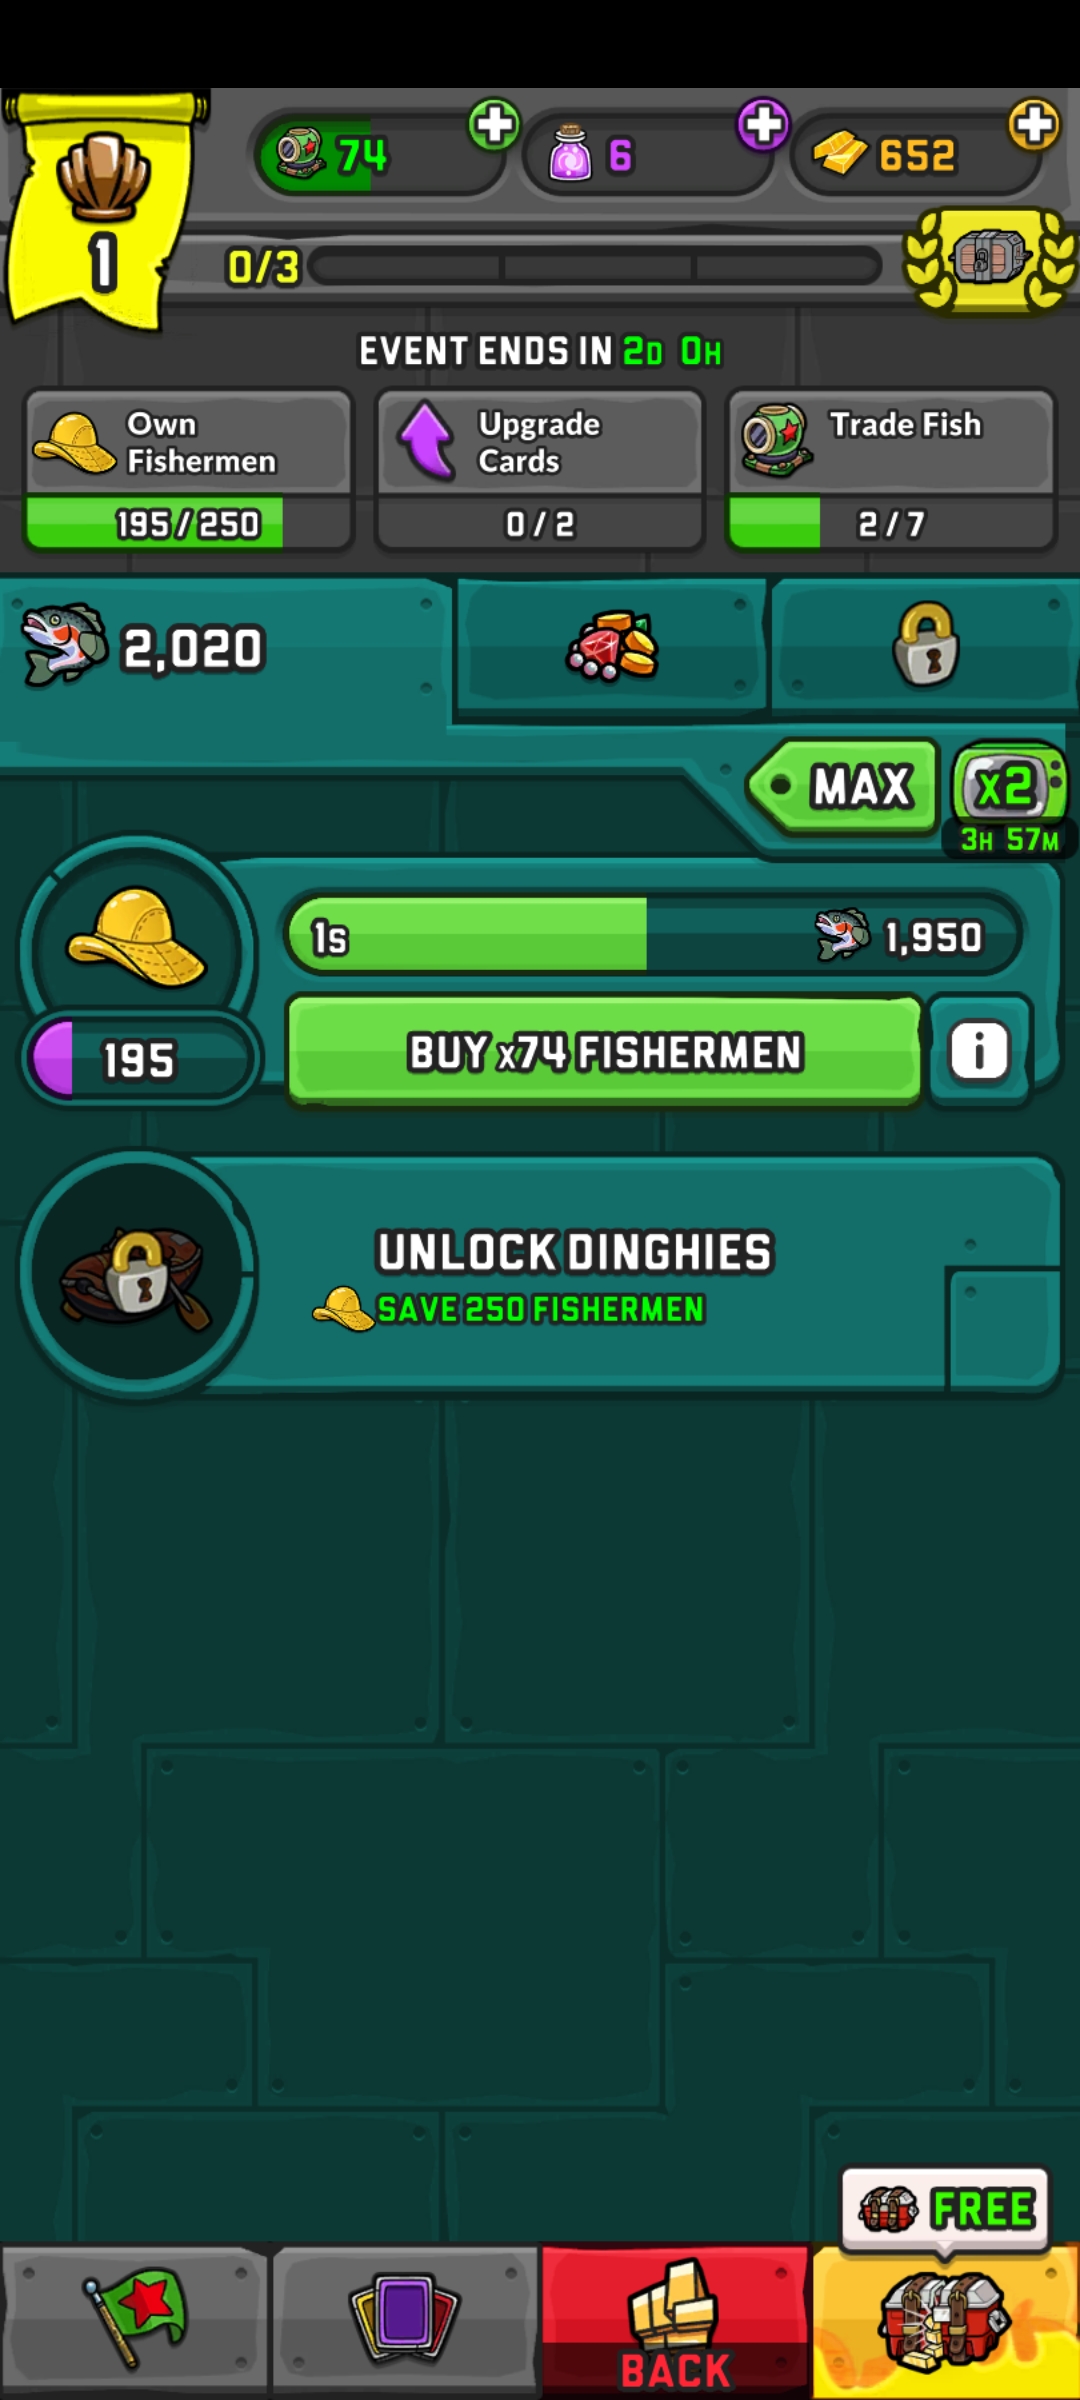 74
6
652
1
0/3
EVENT ENDS IN 2D 0H
Own
Fishermen
195/250
Upgrade
Cards
0/2
Trade Fish
2/7
2,020
MAX
x2
3H 57M
1s
1,950
195
BUY x74 FISHERMEN
i
UNLOCK DINGHIES
SAVE 250 FISHERMEN
FREE
BACK